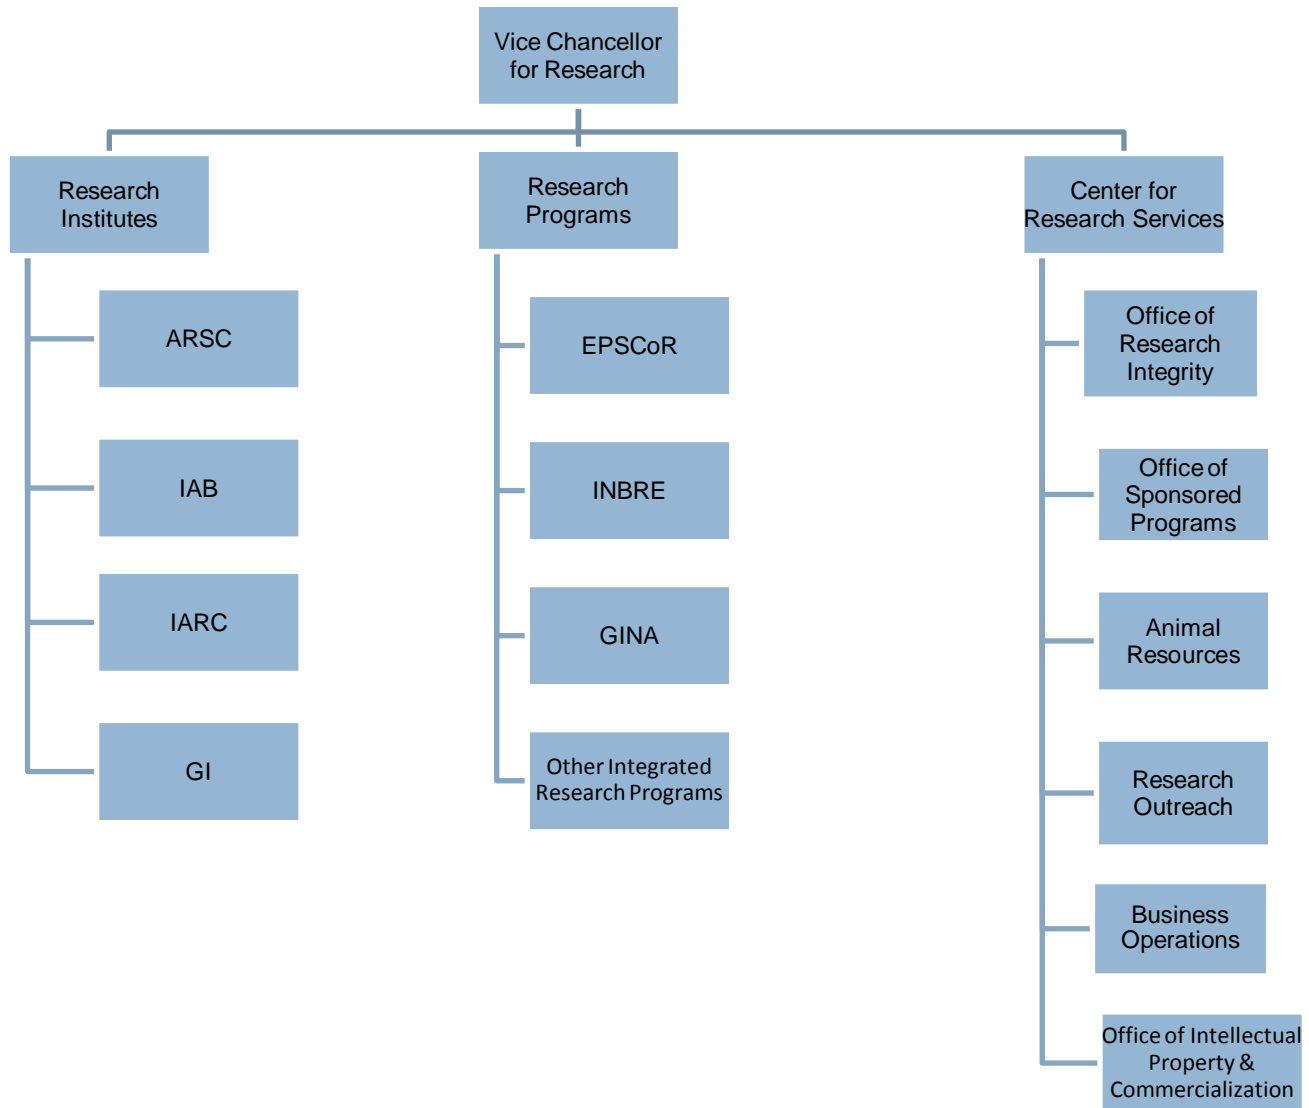 Vice Chancellor
for Research
Research
Institutes
ARSC
IAB
IARC
GI
Research
Programs
EPSCoR
INBRE
GINA
Other Integrated
Research Programs
Center for
Research Services
Office of
Research
Integrity
Office of
Sponsored
Programs
Animal
Resources
Research
Outreach
Business
Operations
Office of Intellectual
Property &
Commercialization